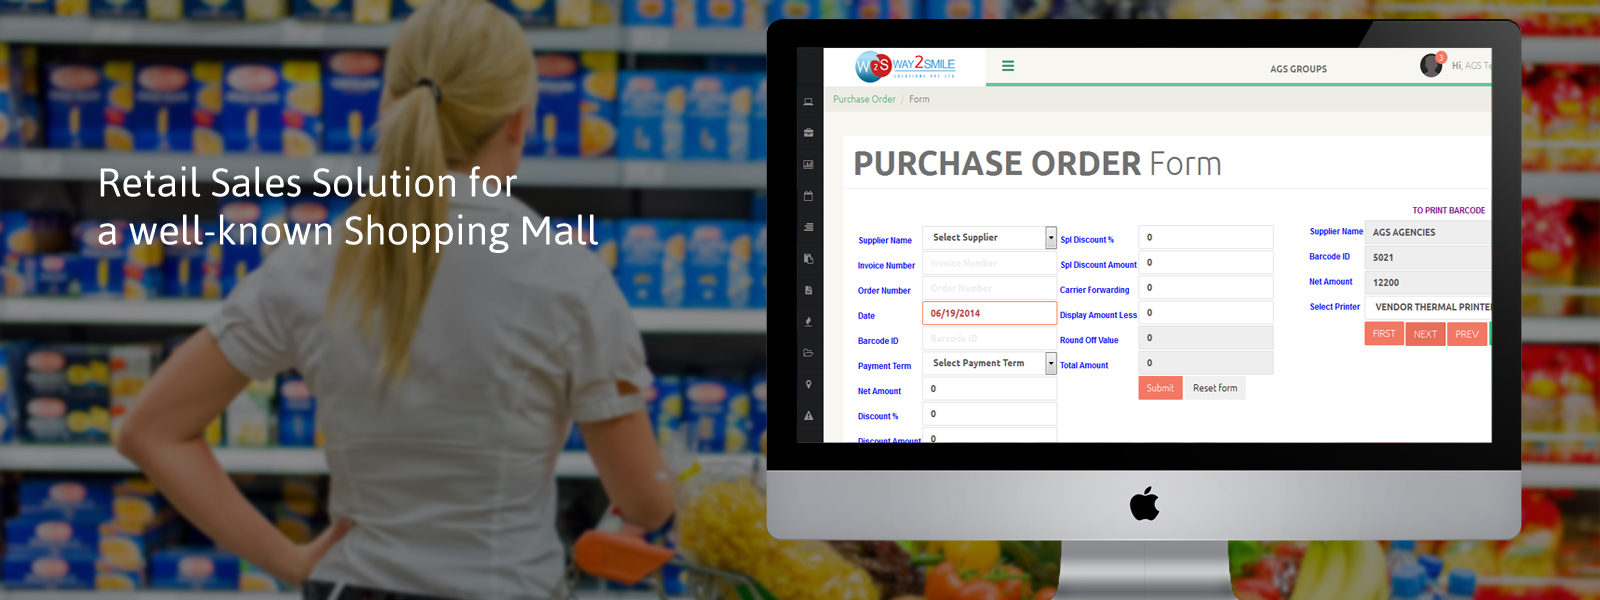 Retail Sales Solution for
a well-known Shopping Mall
W2S WAY2SMILE
SOLUTIONS PVT LTD
AGS GROUPS
3
Hi, AGS Te
Purchase Order / Form
PURCHASE ORDER Form
TO PRINT BARCODE
Supplier Name Select Supplier
Invoice Number Invoice Number
Order Number Order Number
Date 06/19/2014
Barcode ID Barcode ID
Payment Term Select Payment Term
Net Amount 0
Discount % 0
Discount Amount 0
Spl Discount % 0
Spl Discount Amount 0
Carrier Forwarding 0
Display Amount Less 0
Round Off Value 0
Total Amount 0
Submit Reset form
Supplier Name AGS AGENCIES
Barcode ID 5021
Net Amount 12200
Select Printer VENDOR THERMAL PRINTER
FIRST NEXT PREV